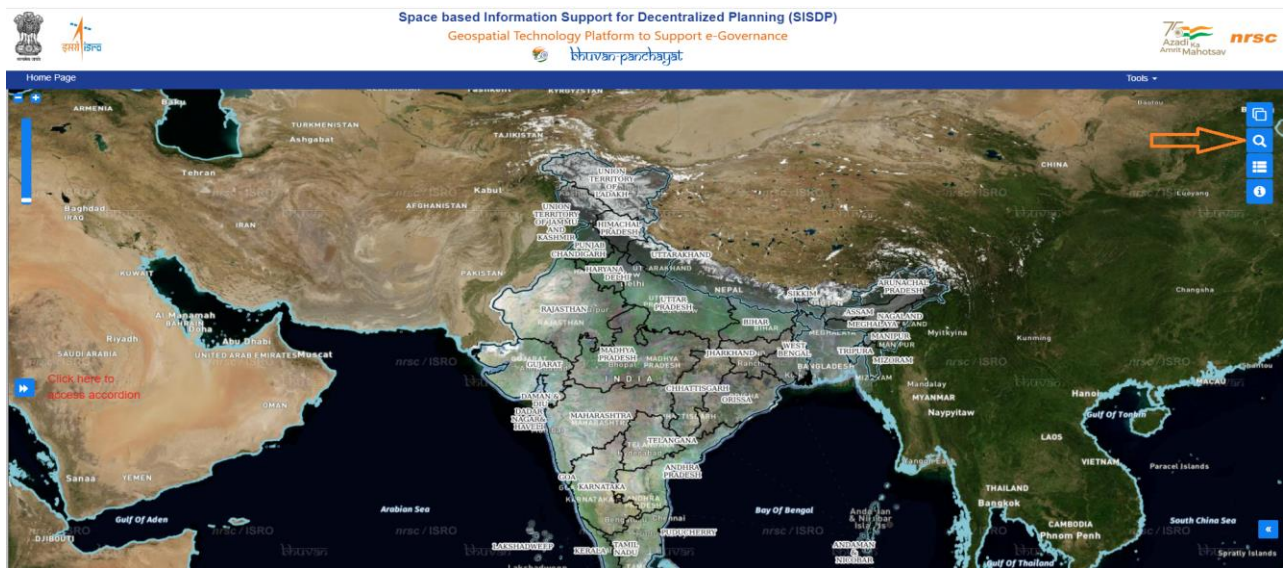 Space based Information Support for Decentralized Planning (SISDP)
Geospatial Technology Platform to Support e-Governance
bhuvan-panchayat
इसरो isro
75
Azadi Ka
Amrit Mahotsav
nrsc
Home Page
Tools
ARMENIA
Baku
KYRGYZSTAN
TURKMENISTAN
Ashgabat
TAJIKISTAN
Tehran
Kabul
CHINA
AFGHANISTAN
Baghdad
IRAQ
IRAN
UNION
TERRITORY
OF
LADAKH
UNION
TERRITORY
OF JAMMU
AND
KASHMIR
HIMACHAL
PRADESH
PUNJAB
CHANDIGARH
UTTARAKHAND
HARYANA
DELHI
KUWAIT
PAKISTAN
NEPAL
SIKKIM
ARUNACHAL
PRADESH
Changsha
RAJASTHAN
UTTAR
PRADESH
BIHAR
ASSAM
NAGALAND
MEGHALAYA
MANIPUR
Al Manamah
BAHRAIN
Doha
Abu Dhabi
Riyadh
SAUDI ARABIA
UNITED ARAB EMIRATES
Muscat
nrsc / ISRO
GUJARAT
MADHYA
PRADESH
Bhopal
INDIA
JHARKHAND
WEST
BENGAL
TRIPURA
MIZORAM
BANGLADESH
Myitkyina
Kunming
Click here to
access accordion
OMAN
DAMAN &
DIU
DADAR
NAGAR&
HAVELI
CHHATTISGARH
ORISSA
MAHARASHTRA
Mandalay
MYANMAR
Naypyitaw
Hanoi
MACAU
Gulf Of Tonkin
LAOS
TELANGANA
ANDHRA
PRADESH
VIETNAM
Paracel Islands
Sanaa
YEMEN
GOA
KARNATAKA
THAILAND
Bangkok
Gulf Of Aden
Arabian Sea
Bay Of Bengal
CAMBODIA
Phnom Penh
South China Sea
DJIBOUTI
bhuvan
PUDUCHERRY
LAKSHADWEEP
KERALA
TAMIL
NADU
ANDAMAN
&
NICOBAR
Gulf Of Thailand
Spratly Islands